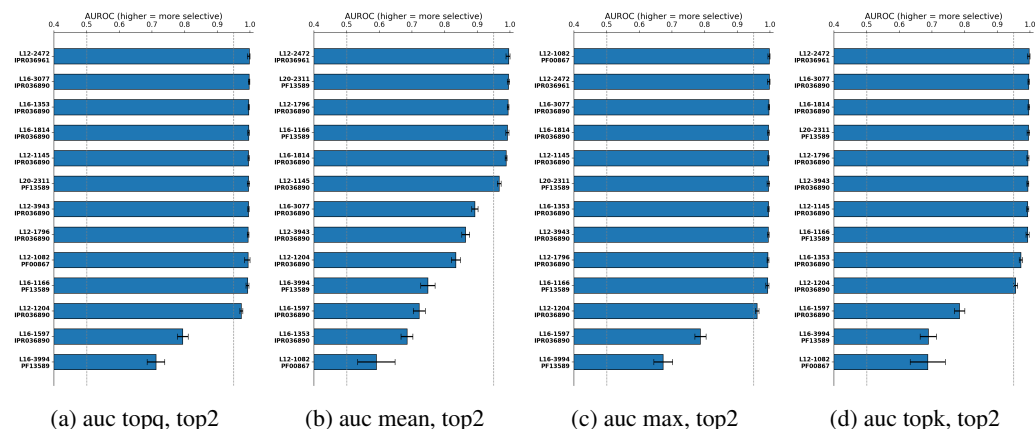 AUROC (higher = more selective)
0.4 0.5 0.6 0.7 0.8 0.9 1.0
L12-2472
IPR036961
L16-3077
IPR036890
L16-1353
IPR036890
L16-1814
IPR036890
L12-1145
IPR036890
L20-2311
PF13589
L12-3943
IPR036890
L12-1796
IPR036890
L12-1082
PF00867
L16-1166
PF13589
L12-1204
IPR036890
L16-1597
IPR036890
L16-3994
PF13589
(a) auc topq, top2
AUROC (higher = more selective)
0.4 0.5 0.6 0.7 0.8 0.9 1.0
L12-2472
IPR036961
L20-2311
PF13589
L12-1796
IPR036890
L16-1166
PF13589
L16-1814
IPR036890
L12-1145
IPR036890
L16-3077
IPR036890
L12-3943
IPR036890
L12-1204
IPR036890
L16-3994
PF13589
L16-1597
IPR036890
L16-1353
IPR036890
L12-1082
PF00867
(b) auc mean, top2
AUROC (higher = more selective)
0.4 0.5 0.6 0.7 0.8 0.9 1.0
L12-1082
PF00867
L12-2472
IPR036961
L16-3077
IPR036890
L16-1814
IPR036890
L12-1145
IPR036890
L20-2311
PF13589
L16-1353
IPR036890
L12-3943
IPR036890
L12-1796
IPR036890
L16-1166
PF13589
L12-1204
IPR036890
L16-1597
IPR036890
L16-3994
PF13589
(c) auc max, top2
AUROC (higher = more selective)
0.4 0.5 0.6 0.7 0.8 0.9 1.0
L12-2472
IPR036961
L16-3077
IPR036890
L16-1814
IPR036890
L20-2311
PF13589
L12-1796
IPR036890
L12-3943
IPR036890
L12-1145
IPR036890
L16-1166
PF13589
L16-1353
IPR036890
L12-1204
IPR036890
L16-1597
IPR036890
L16-3994
PF13589
L12-1082
PF00867
(d) auc topk, top2